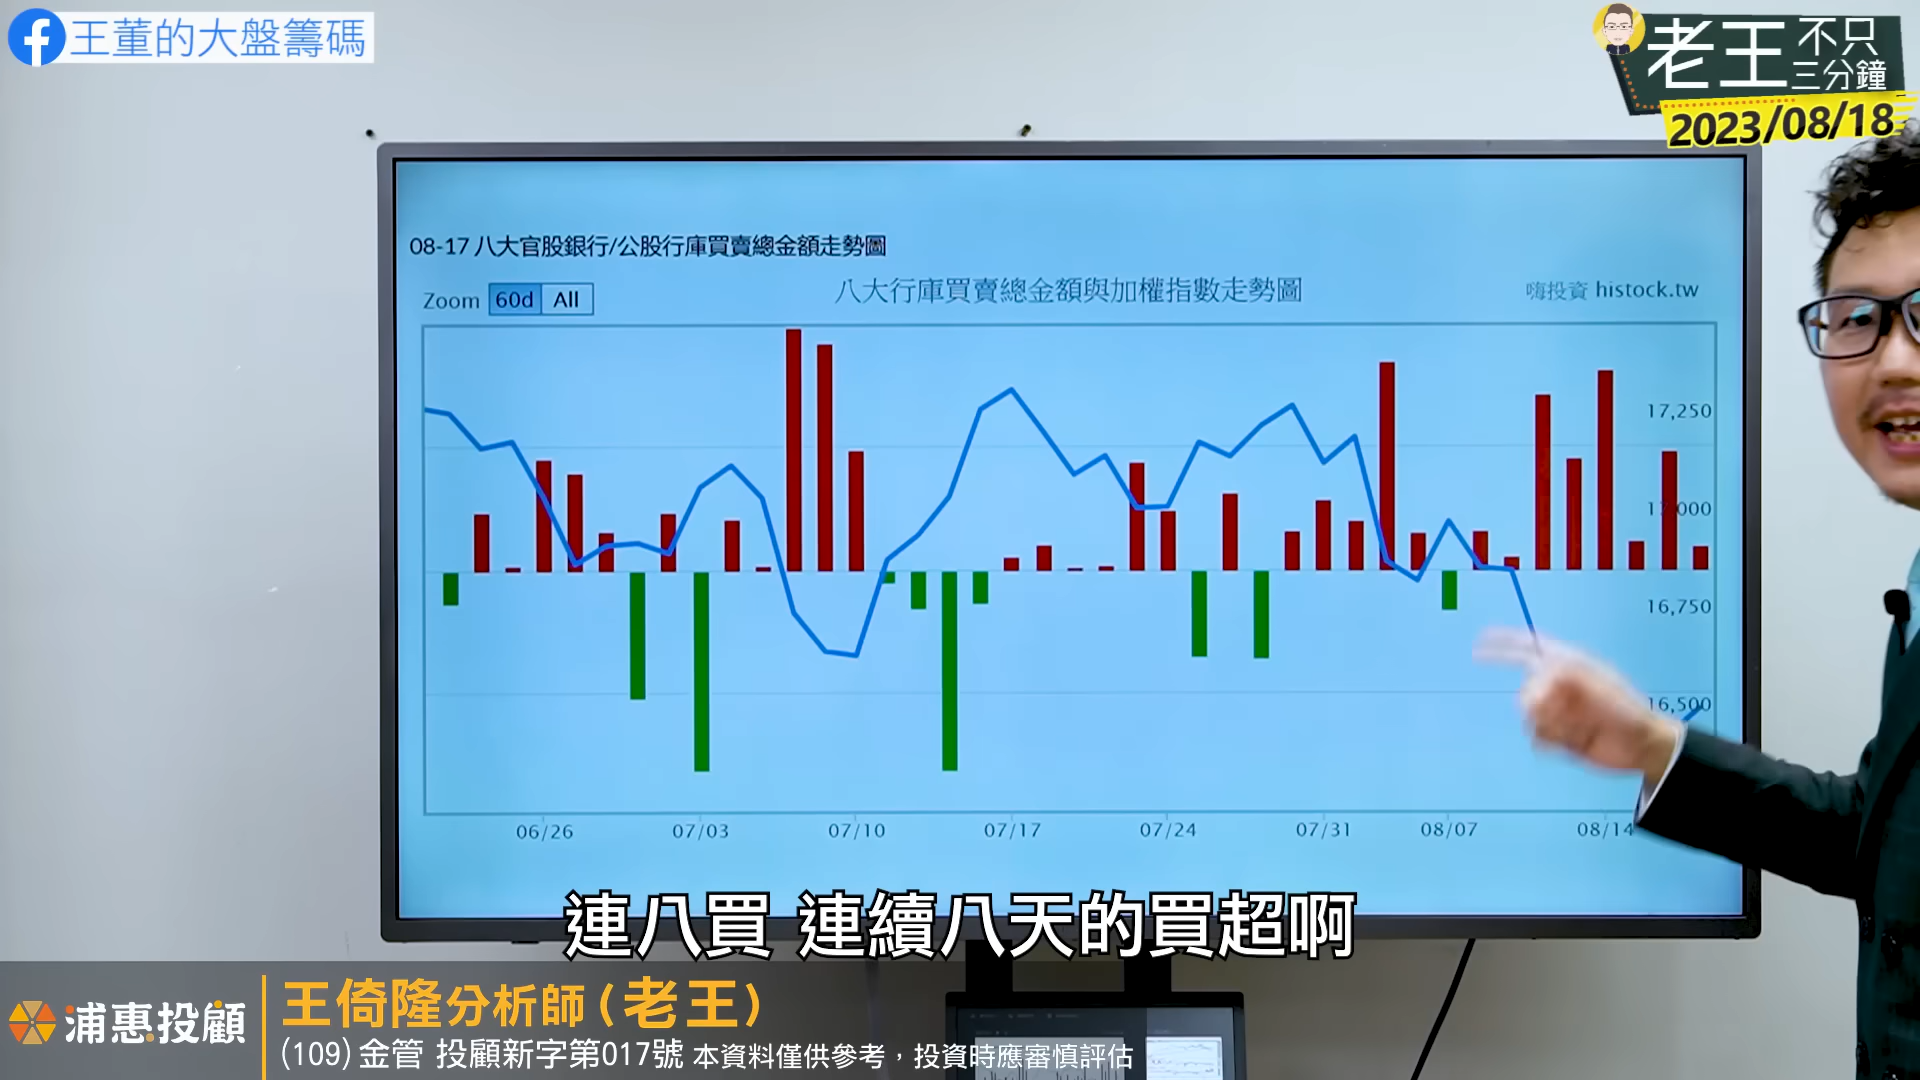 王董的大盤籌碼
老王不只三分鐘
2023/08/18
08-17 八大官股銀行/公股行庫買賣總金額走勢圖
八大行庫買賣總金額與加權指數走勢圖
嗨投資 histock.tw
Zoom 60d All
17,250
16,750
16,500
06/26 07/03 07/10 07/17 07/24 07/31 08/07 08/14
連八買 連續八天的買超啊
浦惠投顧
王倚隆分析師(老王)
(109)金管 投顧新字第017號 本資料僅供參考，投資時應審慎評估